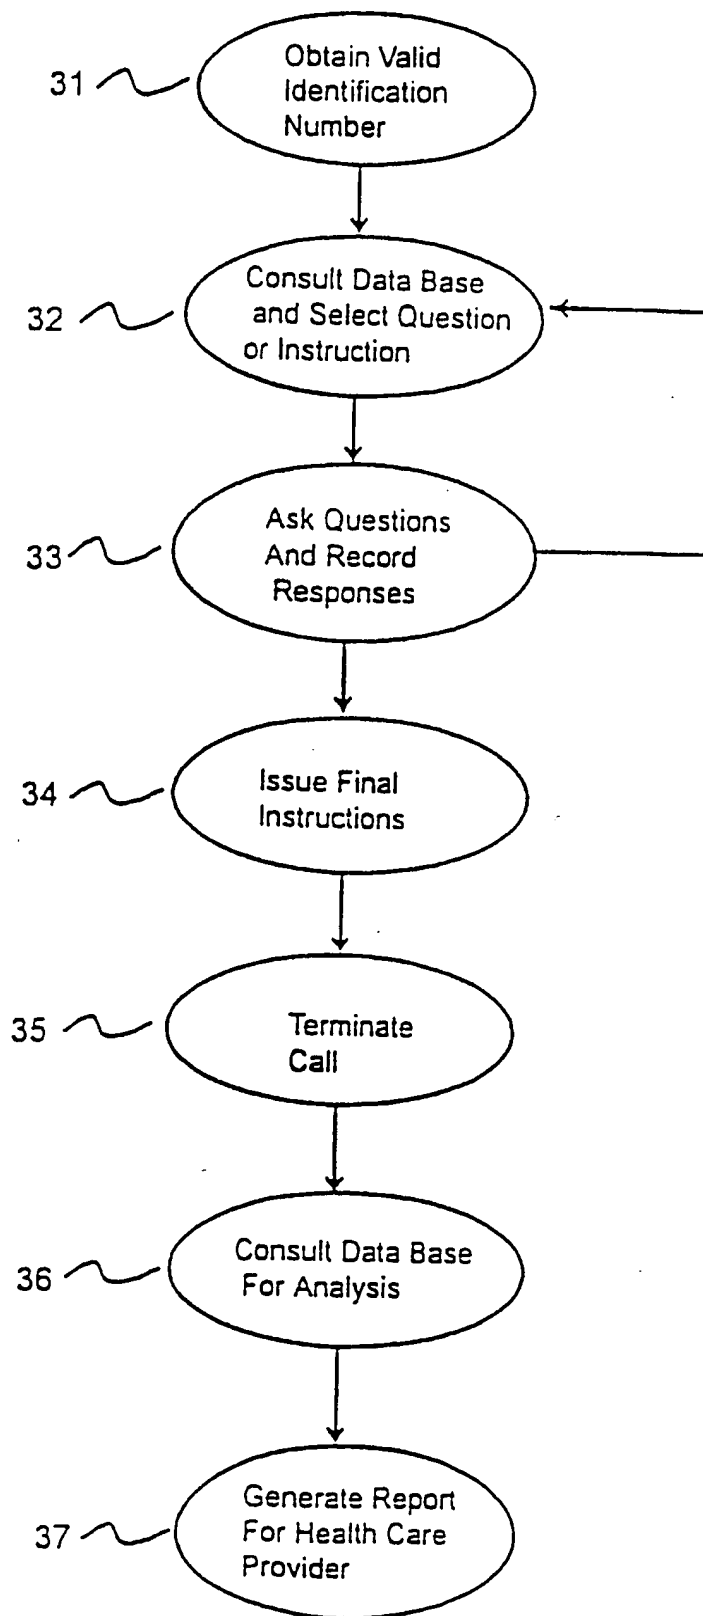 31
Obtain Valid
Identification
Number
32
Consult Data Base
and Select Question
or Instruction
33
Ask Questions
And Record
Responses
34
Issue Final
Instructions
35
Terminate
Call
36
Consult Data Base
For Analysis
37
Generate Report
For Health Care
Provider